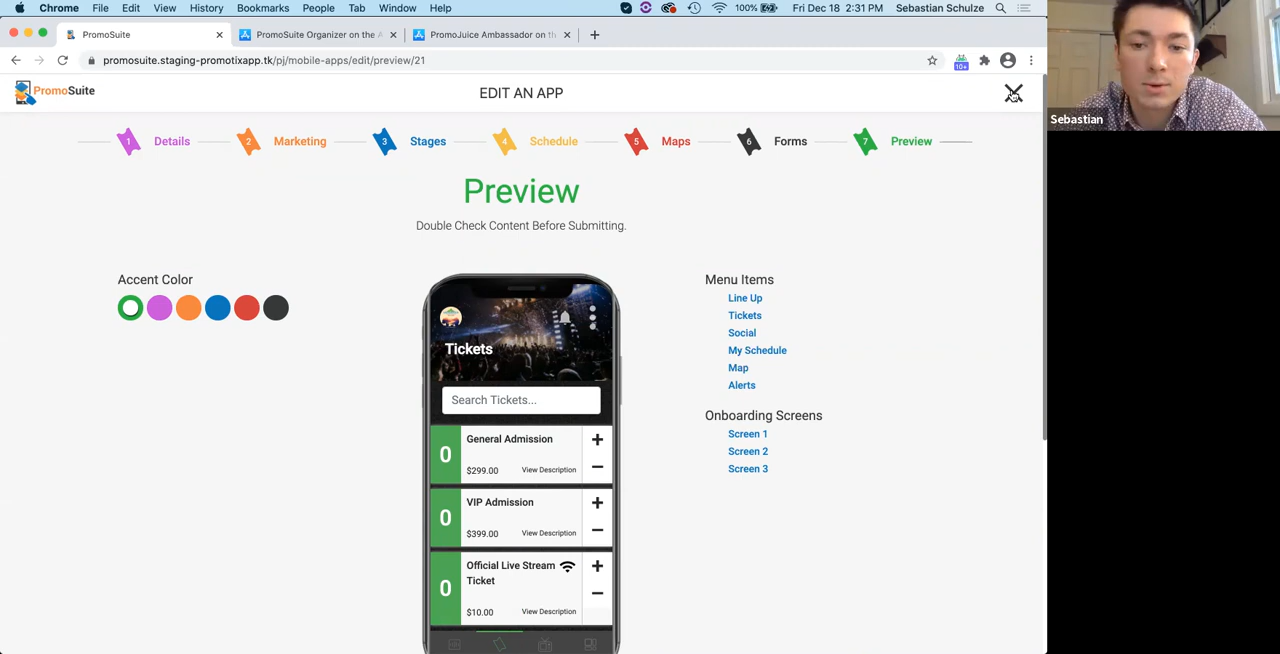 Chrome File Edit View History Bookmarks People Tab Window Help 100% Fri Dec 18 2:31 PM Sebastian Schulze
PromoSuite PromoSuite Organizer on the A PromoJuice Ambassador on th
promosuite.staging-promotixapp.tk/pj/mobile-apps/edit/preview/21 10+
PromoSuite EDIT AN APP
Sebastian
1 Details 2 Marketing 3 Stages 4 Schedule 5 Maps 6 Forms 7 Preview
Preview
Double Check Content Before Submitting.
Accent Color
Tickets
Search Tickets...
0 General Admission +
$299.00 View Description −
0 VIP Admission +
$399.00 View Description −
0 Official Live Stream Ticket +
$10.00 View Description −
Menu Items
Line Up
Tickets
Social
My Schedule
Map
Alerts
Onboarding Screens
Screen 1
Screen 2
Screen 3